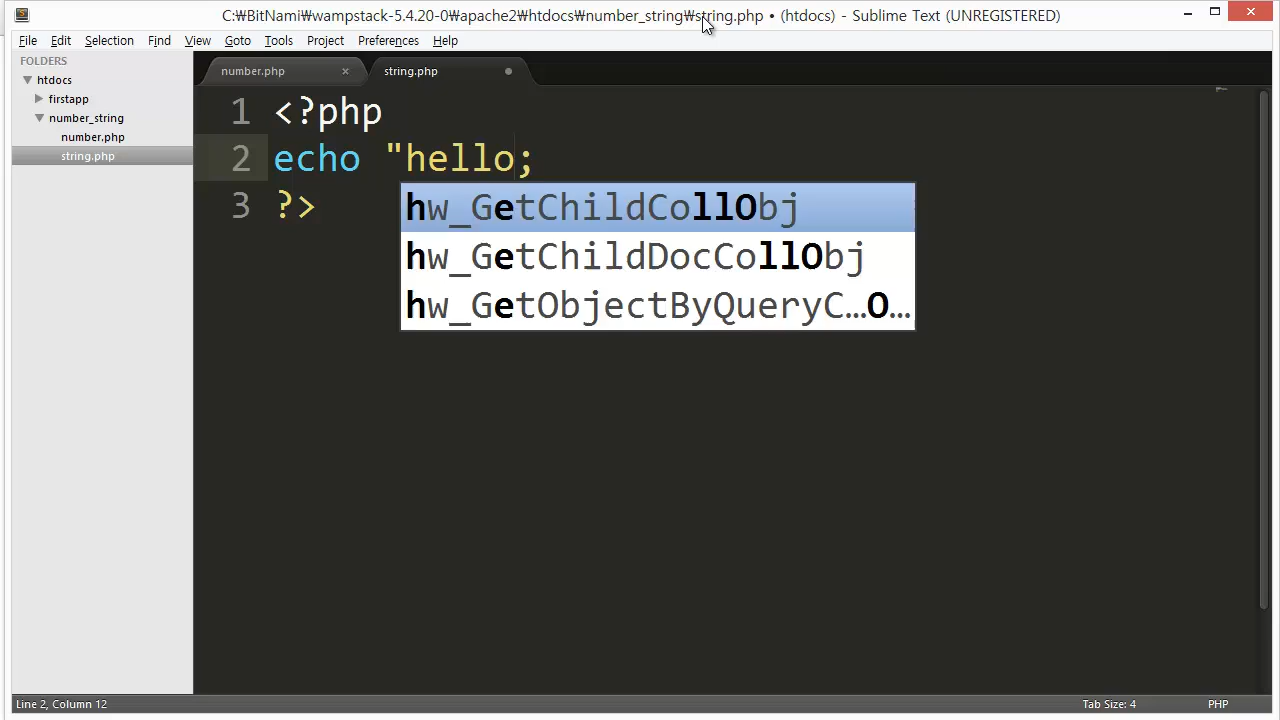 C:₩BitNami₩wampstack-5.4.20-0₩apache2₩htdocs₩number_string₩string.php • (htdocs) - Sublime Text (UNREGISTERED)
File Edit Selection Find View Goto Tools Project Preferences Help
FOLDERS
htdocs
firstapp
number_string
number.php
string.php
number.php string.php
1 <?php
2 echo "hello;
3 ?>
hw_GetChildCollObj
hw_GetChildDocCollObj
hw_GetObjectByQueryC…O…
Line 2, Column 12 Tab Size: 4 PHP